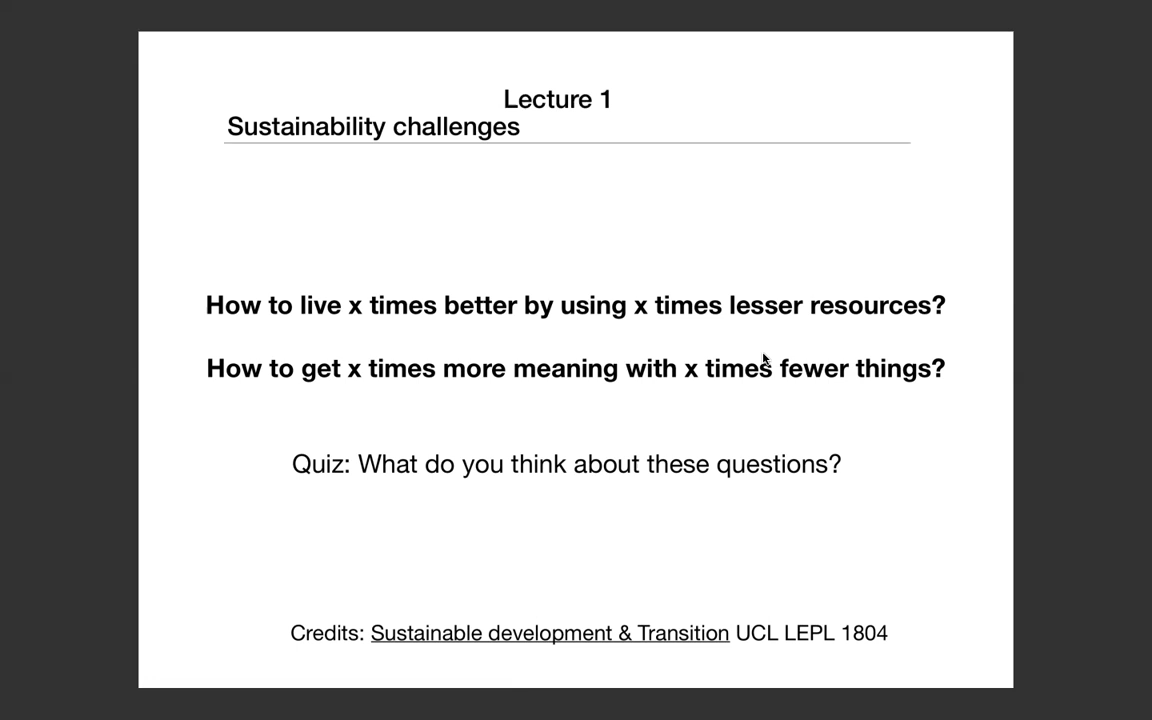 Lecture 1
Sustainability challenges
How to live x times better by using x times lesser resources?
How to get x times more meaning with x times fewer things?
Quiz: What do you think about these questions?
Credits: Sustainable development & Transition UCL LEPL 1804